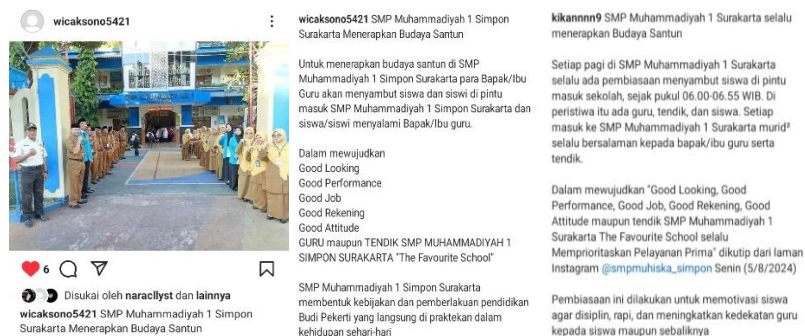 wicaksono5421
6
Disukai oleh naracllyst dan lainnya
wicaksono5421 SMP Muhammadiyah 1 Simpon
Surakarta Menerapkan Budaya Santun
wicaksono5421 SMP Muhammadiyah 1 Simpon
Surakarta Menerapkan Budaya Santun
Untuk menerapkan budaya santun di SMP
Muhammadiyah 1 Simpon Surakarta para Bapak/Ibu
Guru akan menyambut siswa dan siswi di pintu
masuk SMP Muhammadiyah 1 Simpon Surakarta dan
siswa/siswi menyalami Bapak/Ibu guru.
Dalam mewujudkan
Good Looking
Good Performance
Good Job
Good Rekening
Good Attitude
GURU maupun TENDIK SMP MUHAMMADIYAH 1
SIMPON SURAKARTA "The Favourite School"
SMP Muhammadiyah 1 Simpon Surakarta
membentuk kebijakan dan pemberlakuan pendidikan
Budi Pekerti yang langsung di praktekan dalam
kehidupan sehari-hari
kikannnn9 SMP Muhammadiyah 1 Surakarta selalu
menerapkan Budaya Santun
Setiap pagi di SMP Muhammadiyah 1 Surakarta
selalu ada pembiasaan menyambut siswa di pintu
masuk sekolah, sejak pukul 06.00-06.55 WIB. Di
peristiwa itu ada guru, tendik, dan siswa. Setiap
masuk ke SMP Muhammadiyah 1 Surakarta murid²
selalu bersalaman kepada bapak/ibu guru serta
tendik.
Dalam mewujudkan "Good Looking, Good
Performance, Good Job, Good Rekening, Good
Attitude maupun tendik SMP Muhammadiyah 1
Surakarta The Favourite School selalu
Memprioritaskan Pelayanan Prima" dikutip dari laman
Instagram @smpmuhiska_simpon Senin (5/8/2024)
Pembiasaan ini dilakukan untuk memotivasi siswa
agar disiplin, rapi, dan meningkatkan kedekatan guru
kepada siswa maupun sebaliknya